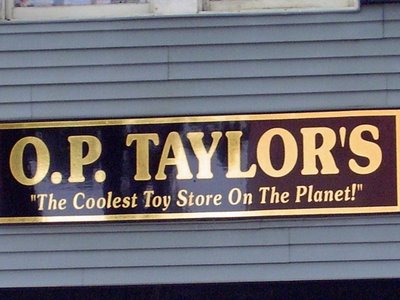 O.P. TAYLOR'S
"The Coolest Toy Store On The Planet!"